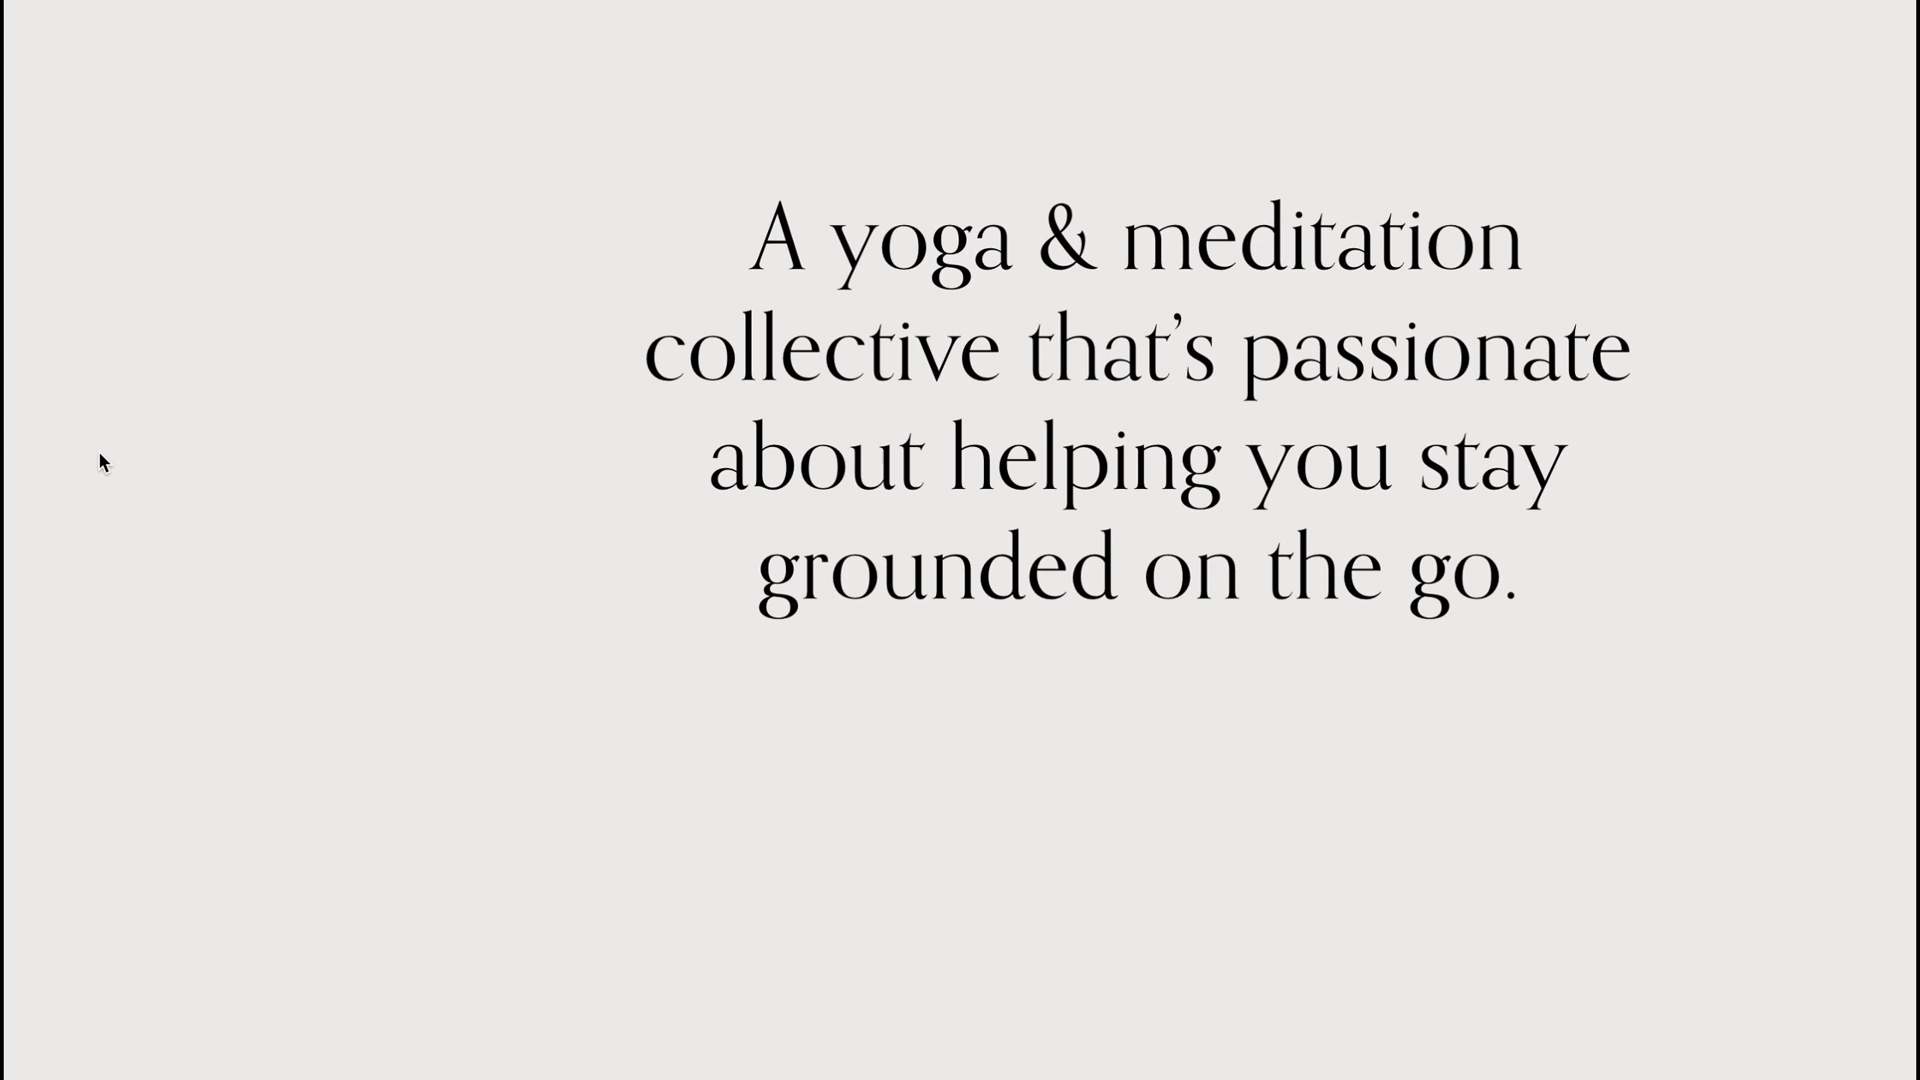 A yoga & meditation
collective that’s passionate
about helping you stay
grounded on the go.